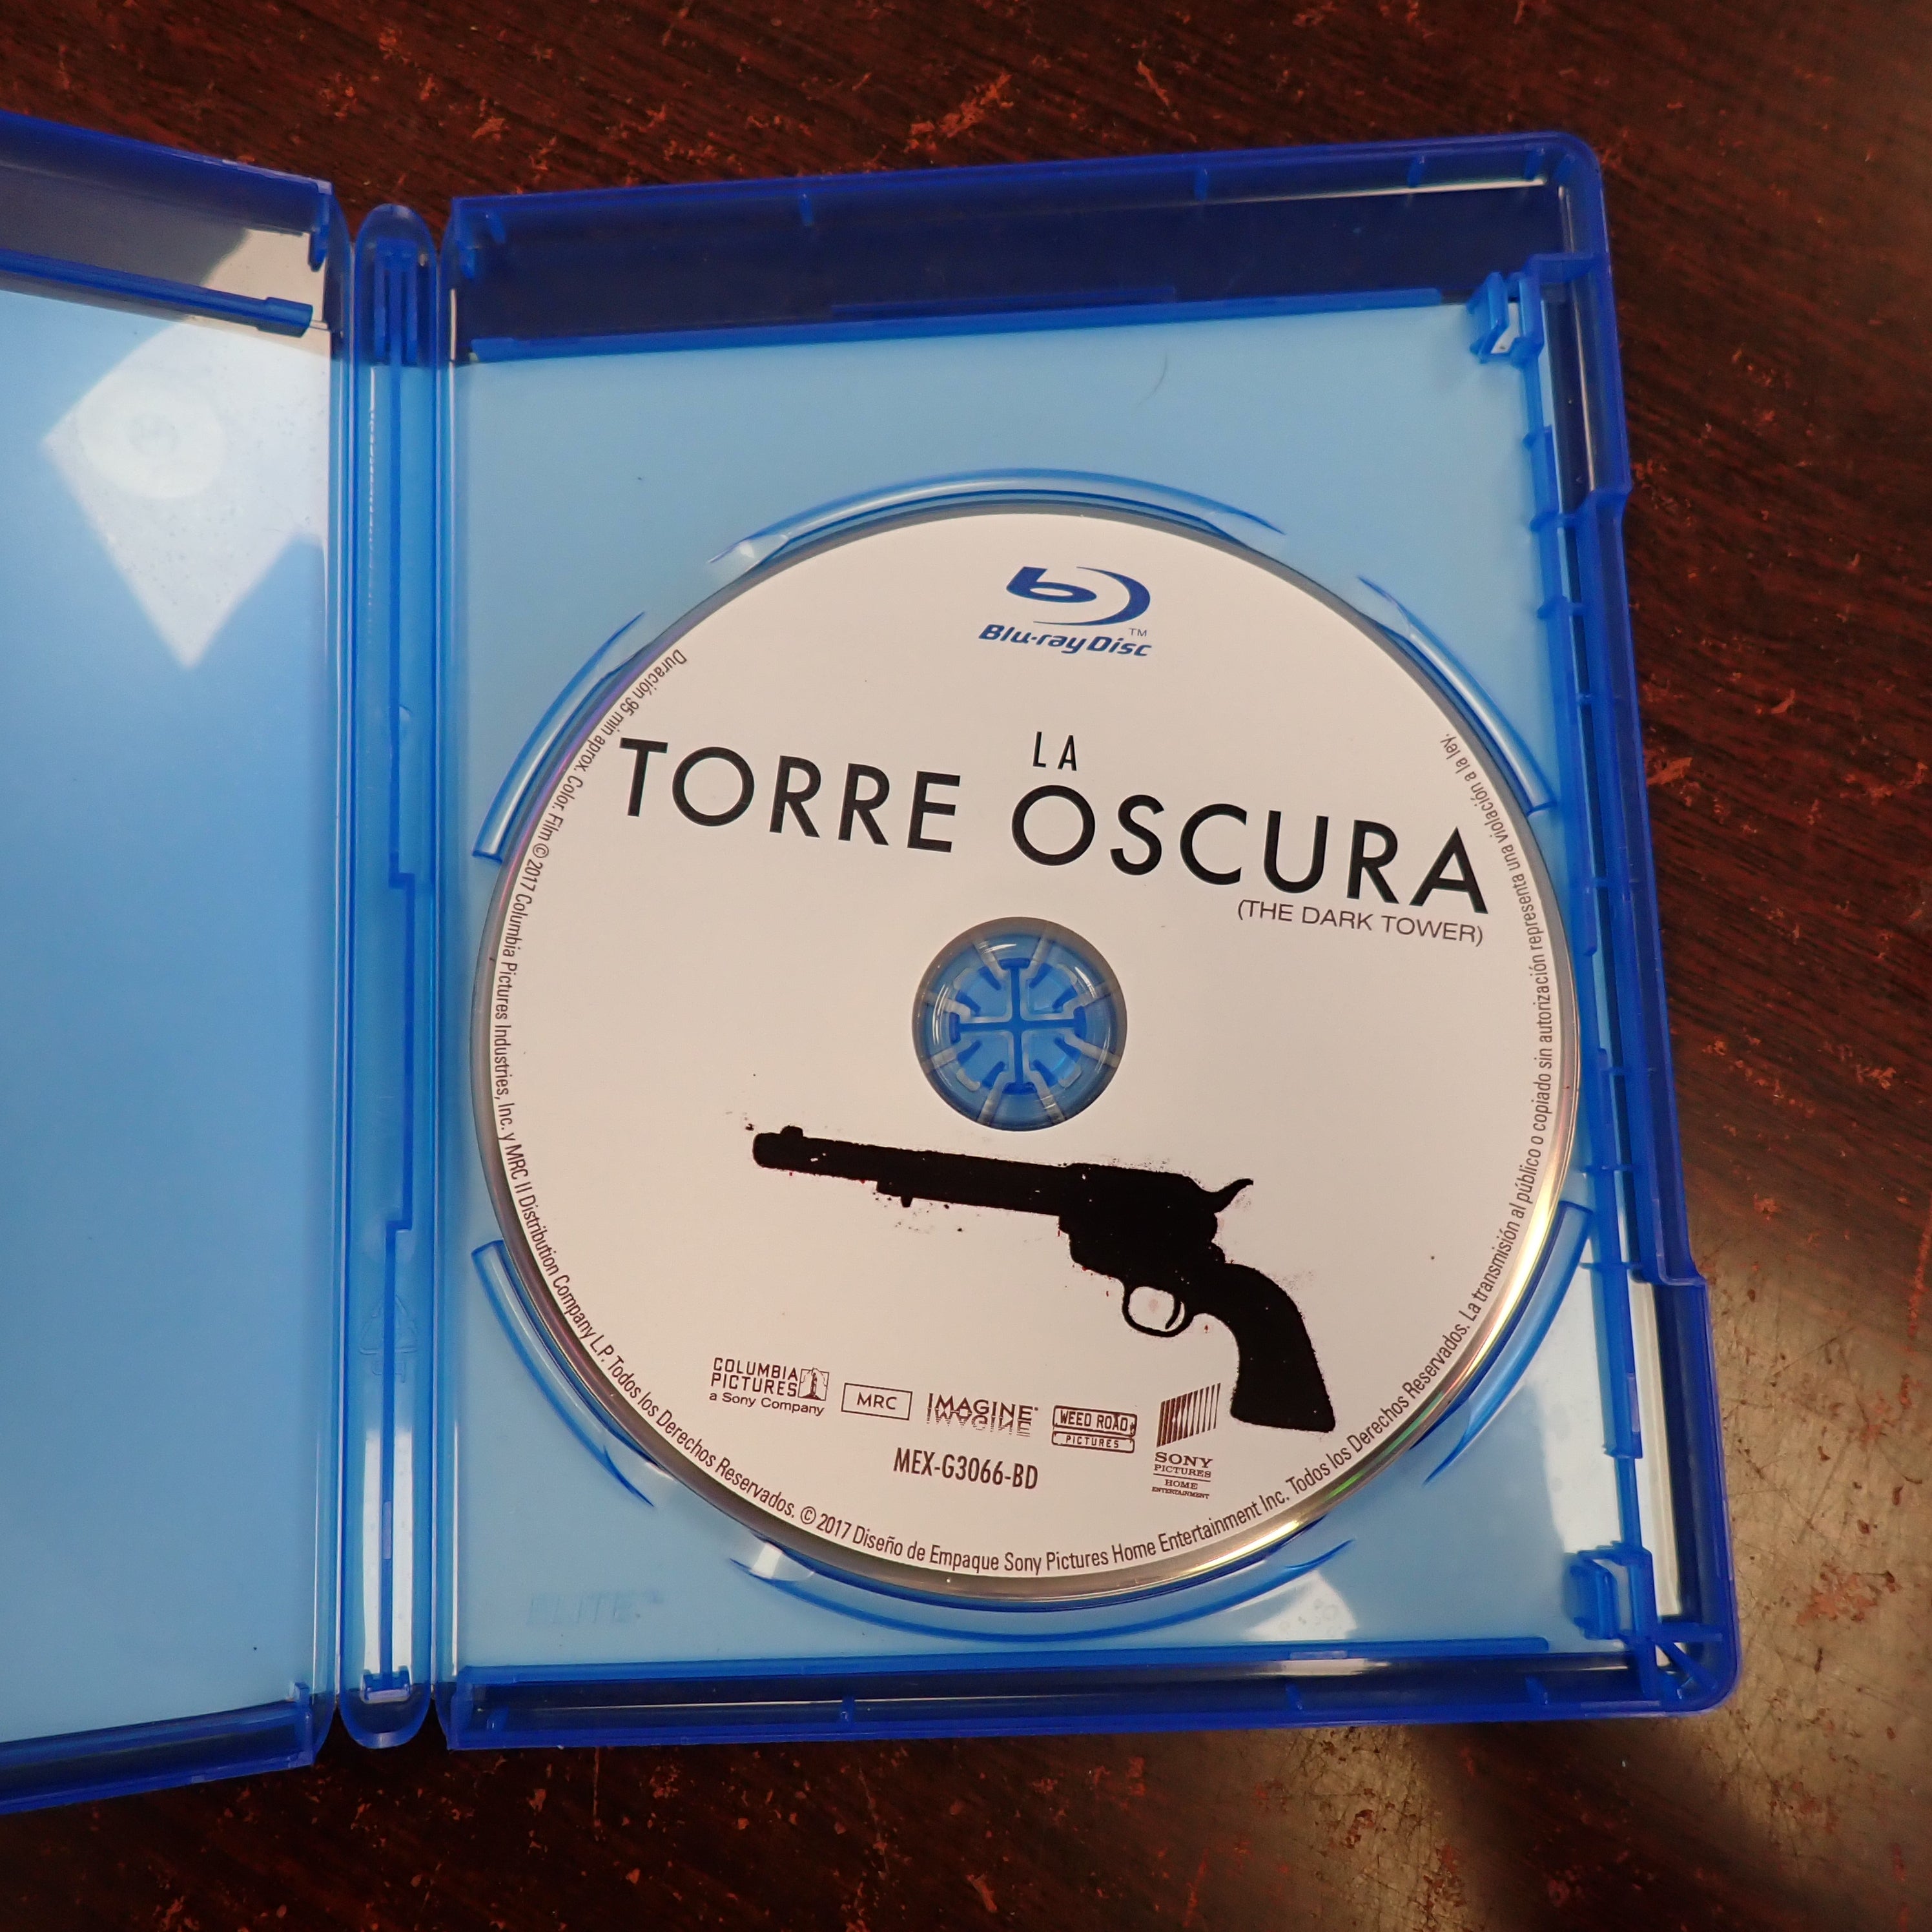 Blu-ray Disc™
LA
TORRE OSCURA
(THE DARK TOWER)
COLUMBIA
PICTURES
a Sony Company
MRC
IMAGINE
WEED ROAD
PICTURES
SONY
PICTURES
HOME
ENTERTAINMENT
MEX-G3066-BD
Duración 95 min aprox. Color. Film © 2017 Columbia Pictures Industries, Inc. y MRC II Distribution Company L.P. Todos los Derechos Reservados. © 2017 Diseño de Empaque Sony Pictures Home Entertainment Inc. Todos los Derechos Reservados. La transmisión al público o copiado sin autorización representa una violación a la ley.